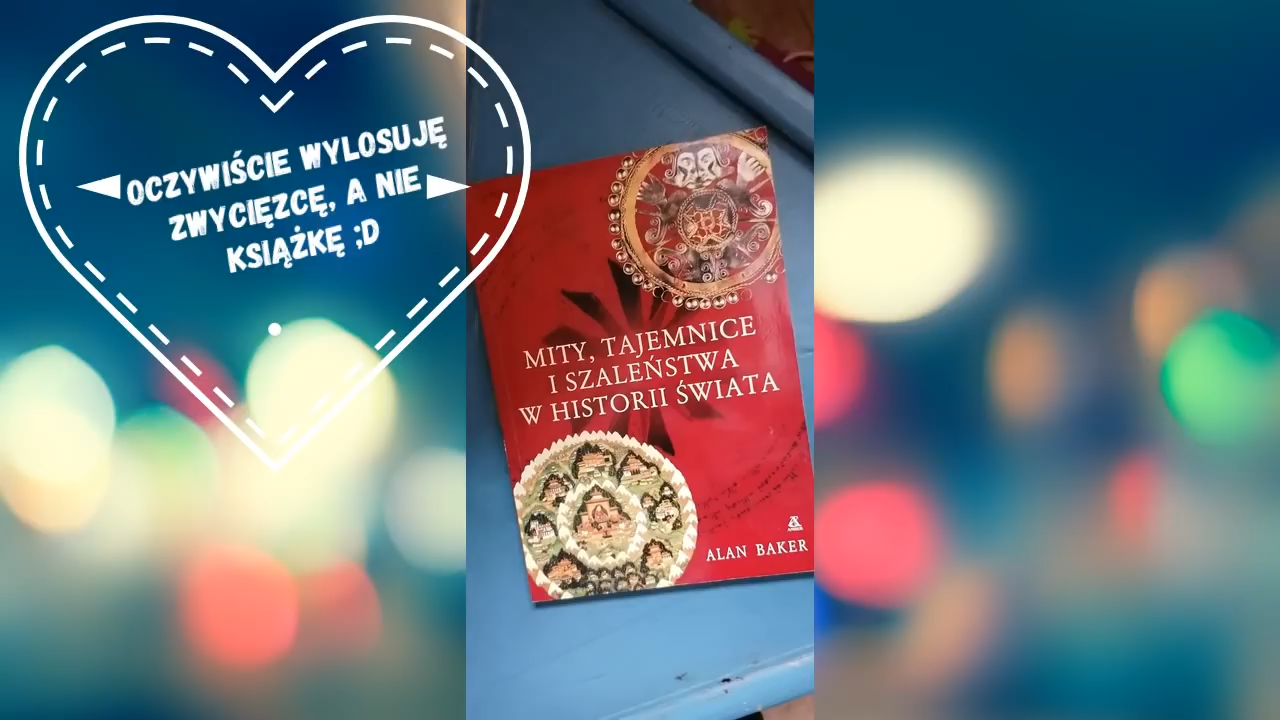 OCZYWIŚCIE WYLOSUJĘ
ZWYCIĘZCĘ, A NIE
KSIĄŻKĘ ;D
MITY, TAJEMNICE
I SZALEŃSTWA
W HISTORII ŚWIATA
ALAN BAKER